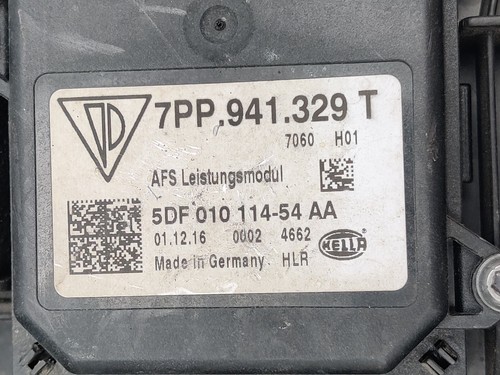 7PP.941.329 T
7060 H01
AFS Leistungsmodul
5DF 010 114-54 AA
01.12.16 0002 4662 HELLA
Made in Germany HLR